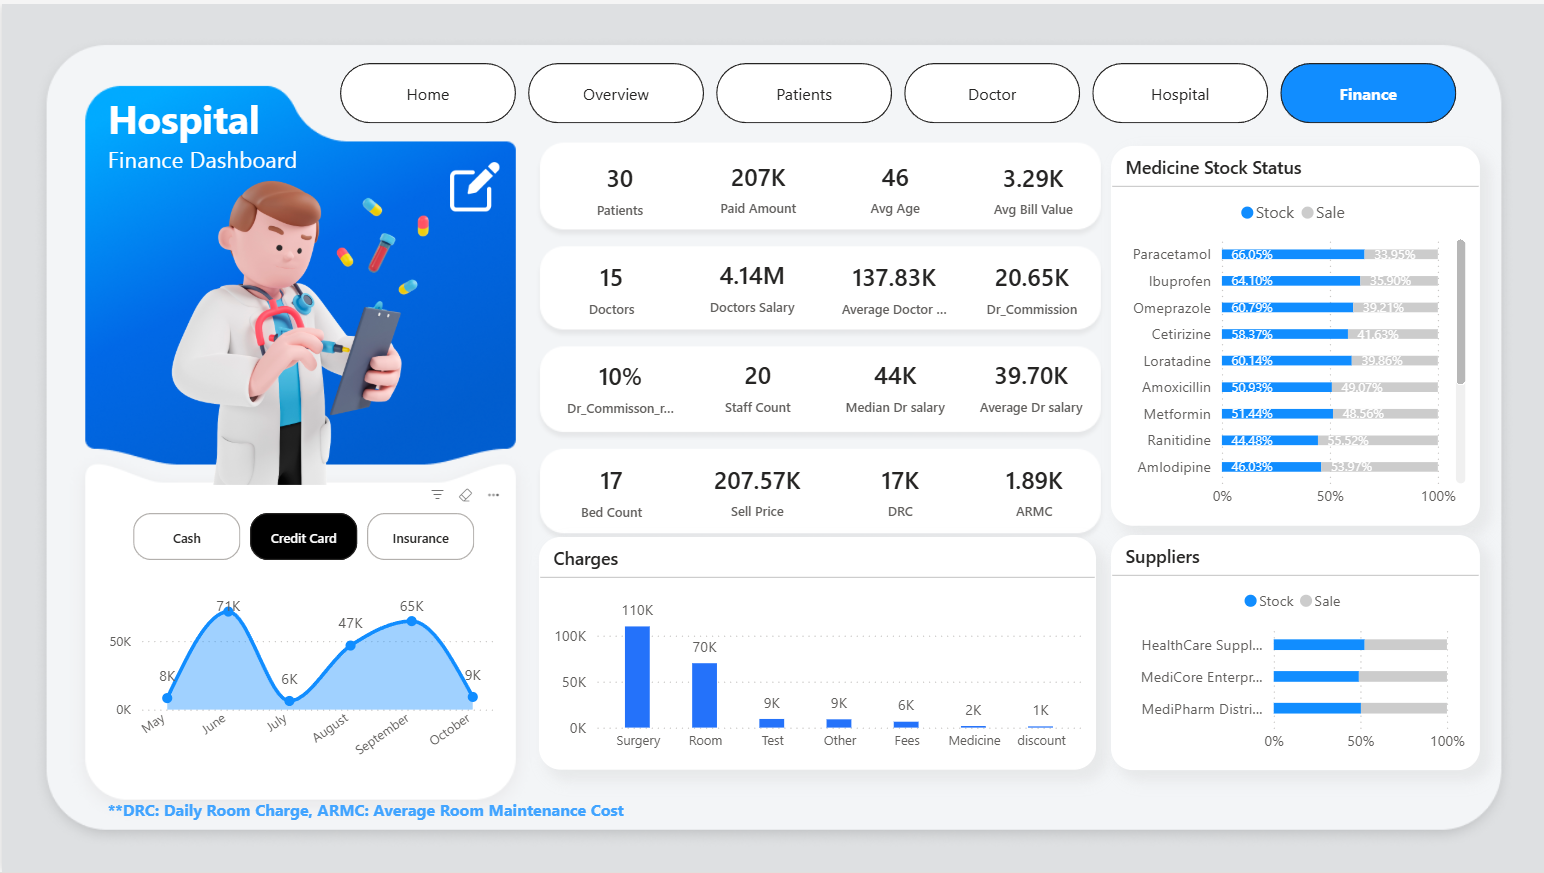 Home
Overview
Patients
Doctor
Hospital
Finance
Hospital
Finance Dashboard
30
Patients
207K
Paid Amount
46
Avg Age
3.29K
Avg Bill Value
15
Doctors
4.14M
Doctors Salary
137.83K
Average Doctor ...
20.65K
Dr_Commission
10%
Dr_Commisson_r...
20
Staff Count
44K
Median Dr salary
39.70K
Average Dr salary
17
Bed Count
207.57K
Sell Price
17K
DRC
1.89K
ARMC
Medicine Stock Status
Stock Sale
Paracetamol 66.05% 33.95%
Ibuprofen 64.10% 35.90%
Omeprazole 60.79% 39.21%
Cetirizine 58.37% 41.63%
Loratadine 60.14% 39.86%
Amoxicillin 50.93% 49.07%
Metformin 51.44% 48.56%
Ranitidine 44.48% 55.52%
Amlodipine 46.03% 53.97%
0% 50% 100%
Cash
Credit Card
Insurance
71K
65K
47K
50K
8K
6K
9K
0K
May
June
July
August
September
October
Charges
110K
100K
70K
50K
9K
9K
6K
2K
1K
0K
Surgery Room Test Other Fees Medicine discount
Suppliers
Stock Sale
HealthCare Suppl...
MediCore Enterpr...
MediPharm Distri...
0% 50% 100%
**DRC: Daily Room Charge, ARMC: Average Room Maintenance Cost